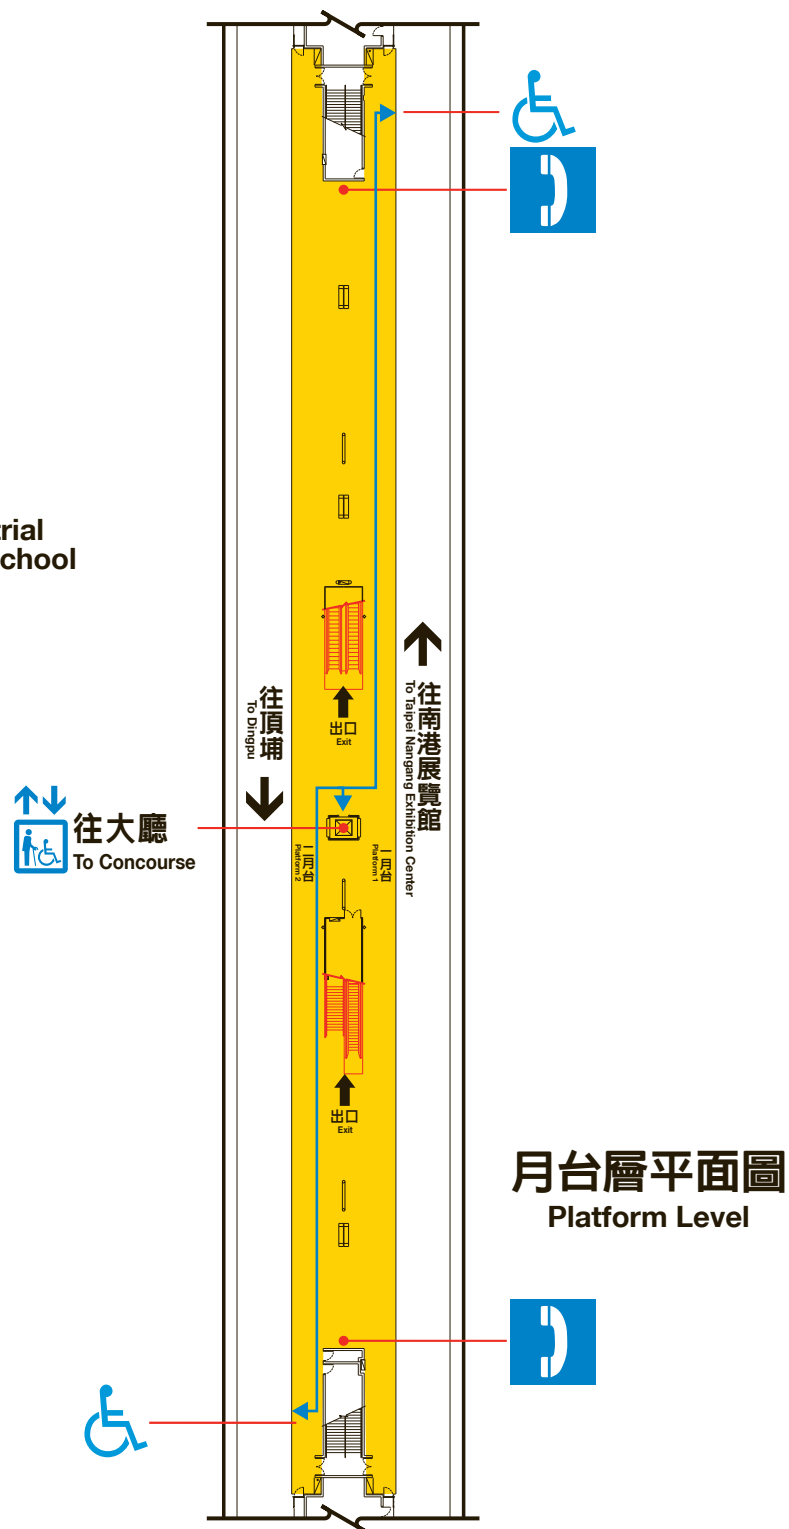 trial
chool
往南港展覽館
To Taipei Nangang Exhibition Center
往頂埔
To Dingpu
出口
Exit
往大廳
To Concourse
二月台
Platform 2
一月台
Platform 1
出口
Exit
月台層平面圖
Platform Level